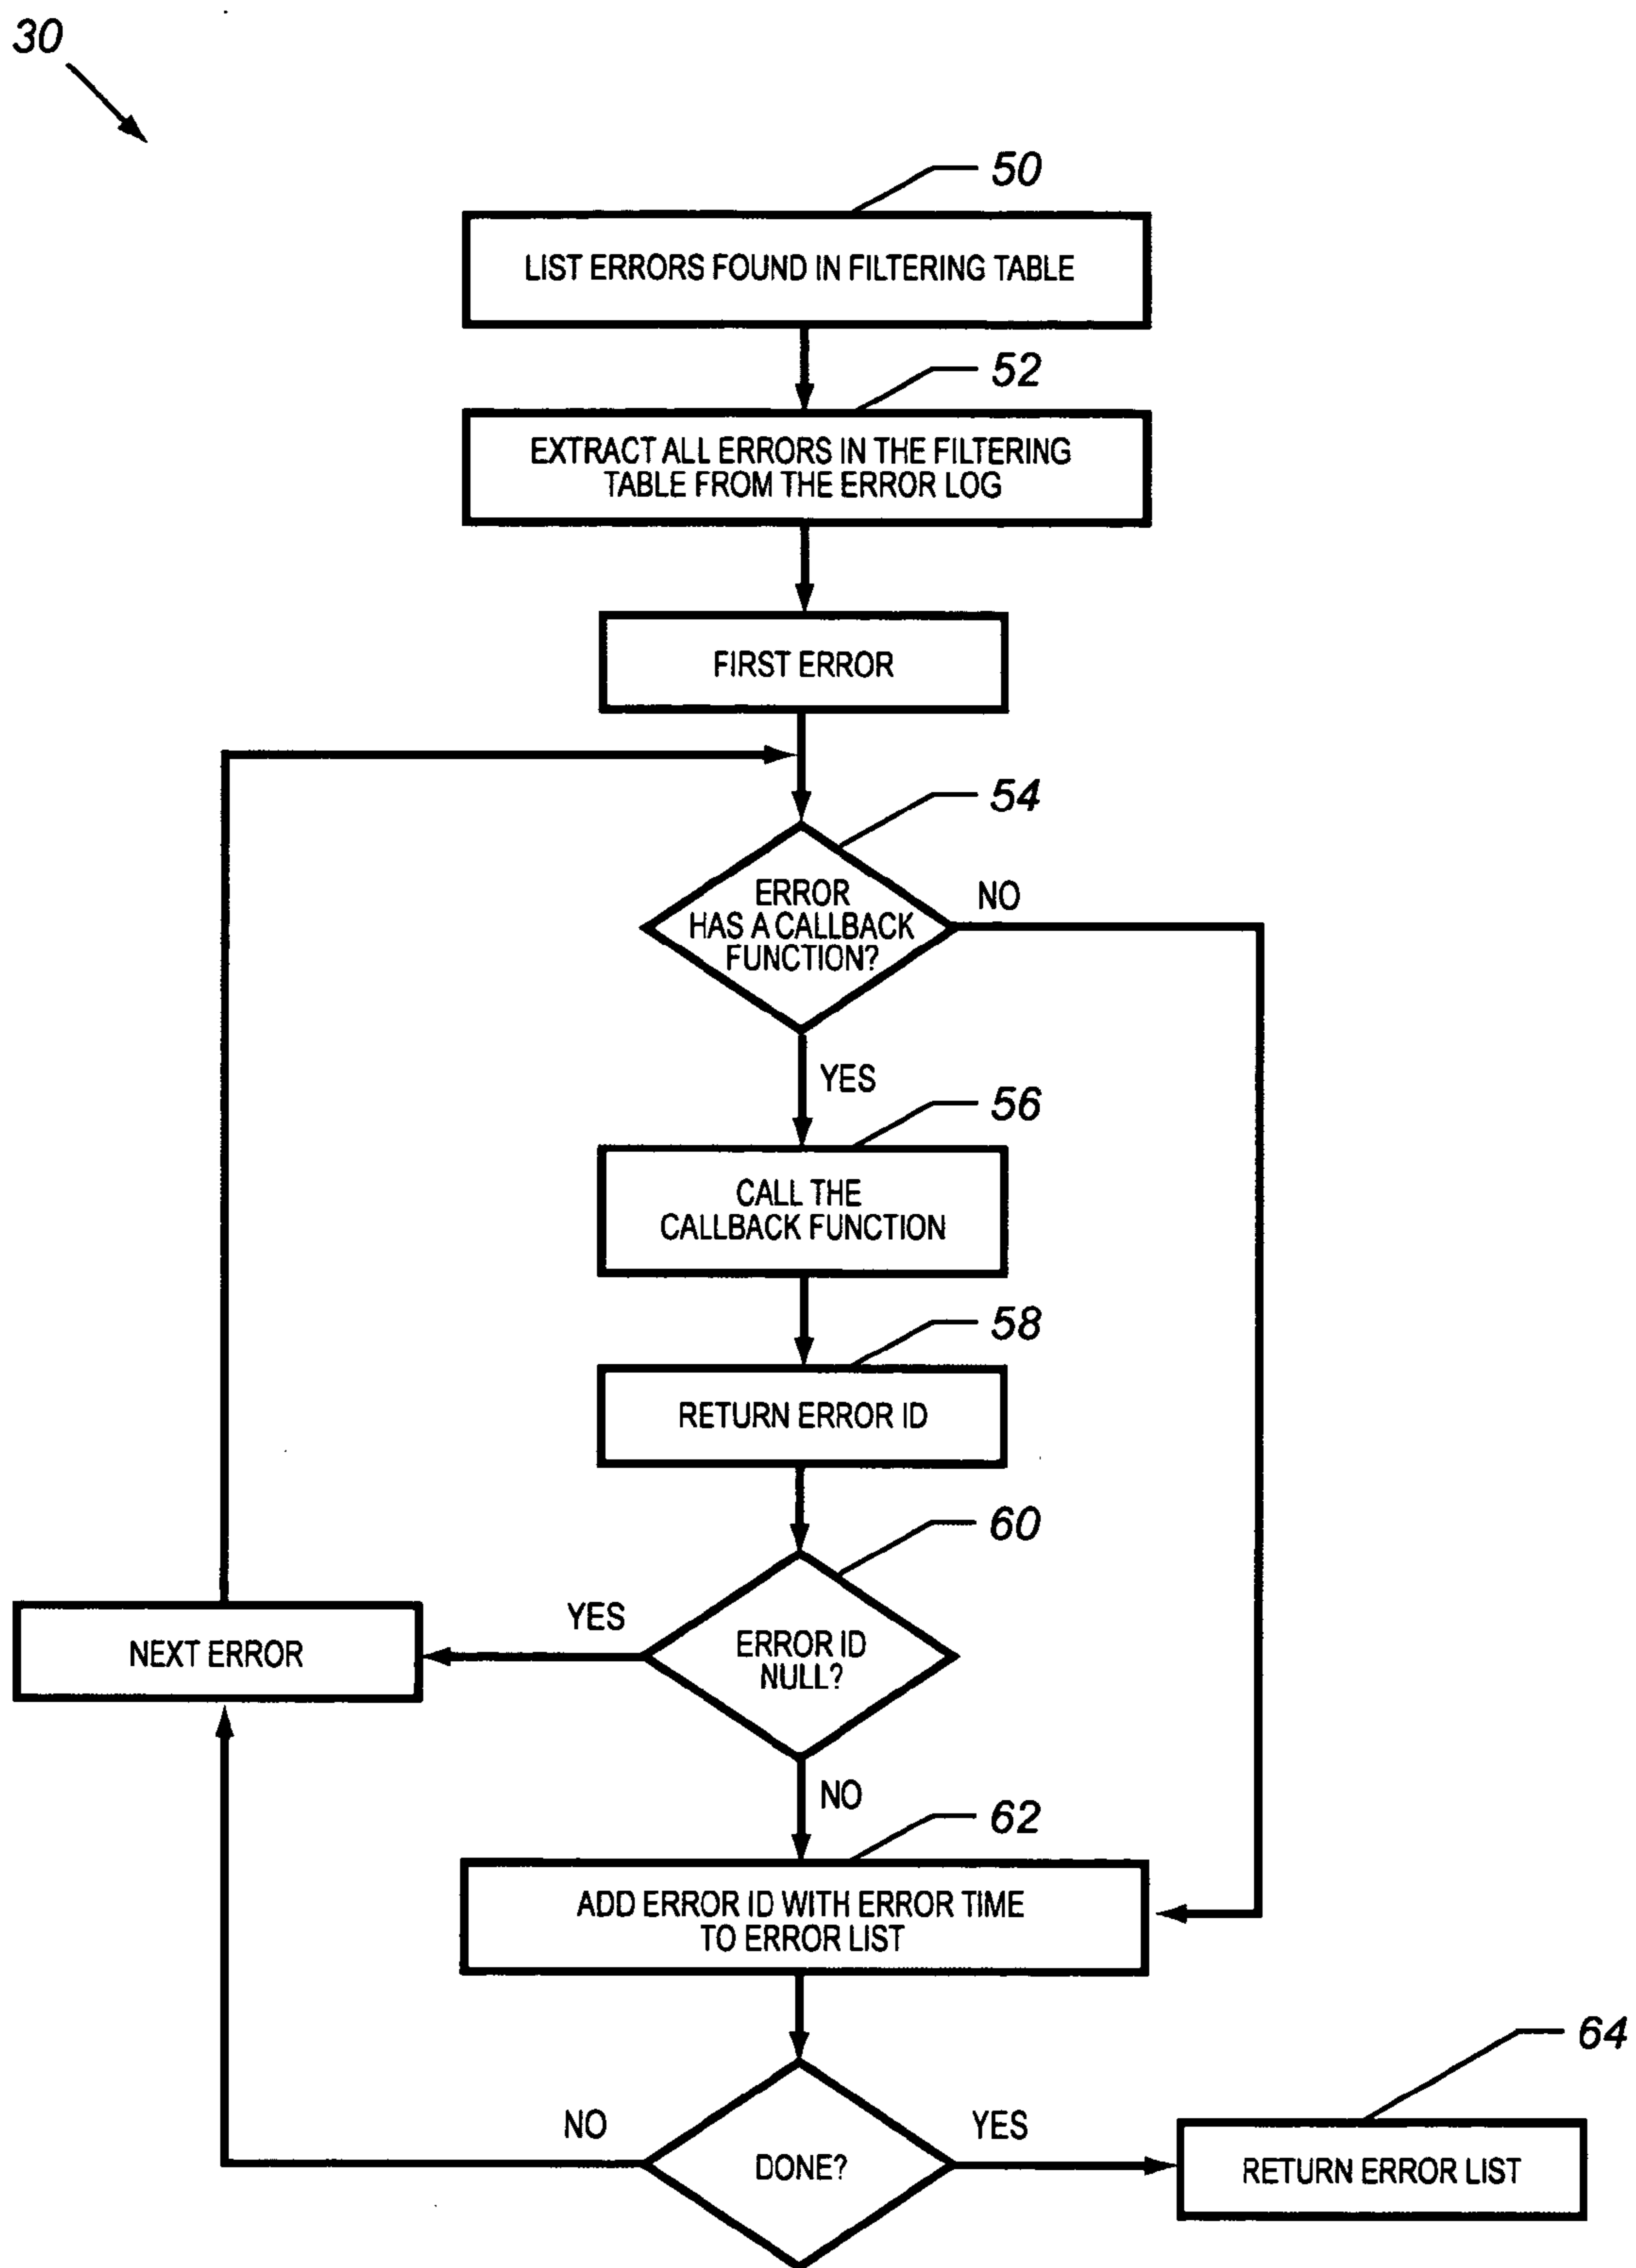 30
50
LIST ERRORS FOUND IN FILTERING TABLE
52
EXTRACT ALL ERRORS IN THE FILTERING
TABLE FROM THE ERROR LOG
FIRST ERROR
54
ERROR
HAS A CALLBACK
FUNCTION?
NO
YES
56
CALL THE
CALLBACK FUNCTION
58
RETURN ERROR ID
60
ERROR ID
NULL?
YES
NEXT ERROR
NO
62
ADD ERROR ID WITH ERROR TIME
TO ERROR LIST
DONE?
NO
YES
64
RETURN ERROR LIST